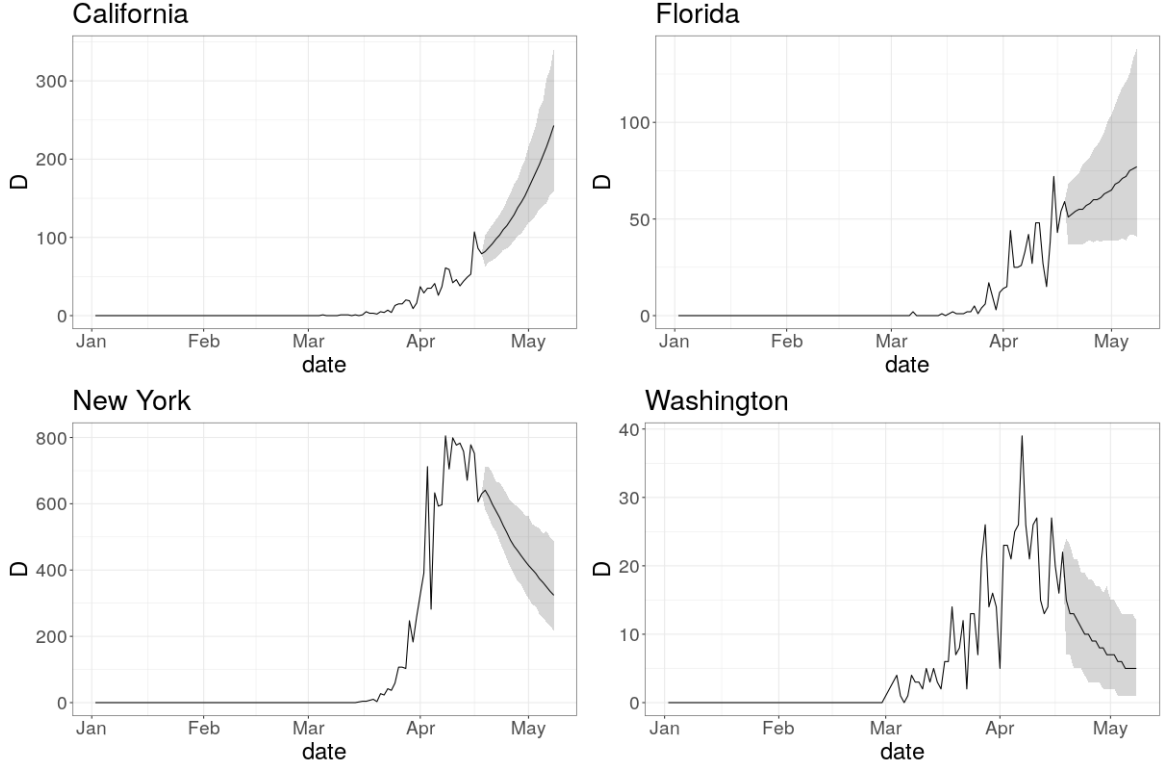 California
300
200
100
0
D
Jan Feb Mar Apr May
date
Florida
100
50
0
D
Jan Feb Mar Apr May
date
New York
800
600
400
200
0
D
Jan Feb Mar Apr May
date
Washington
40
30
20
10
0
D
Jan Feb Mar Apr May
date